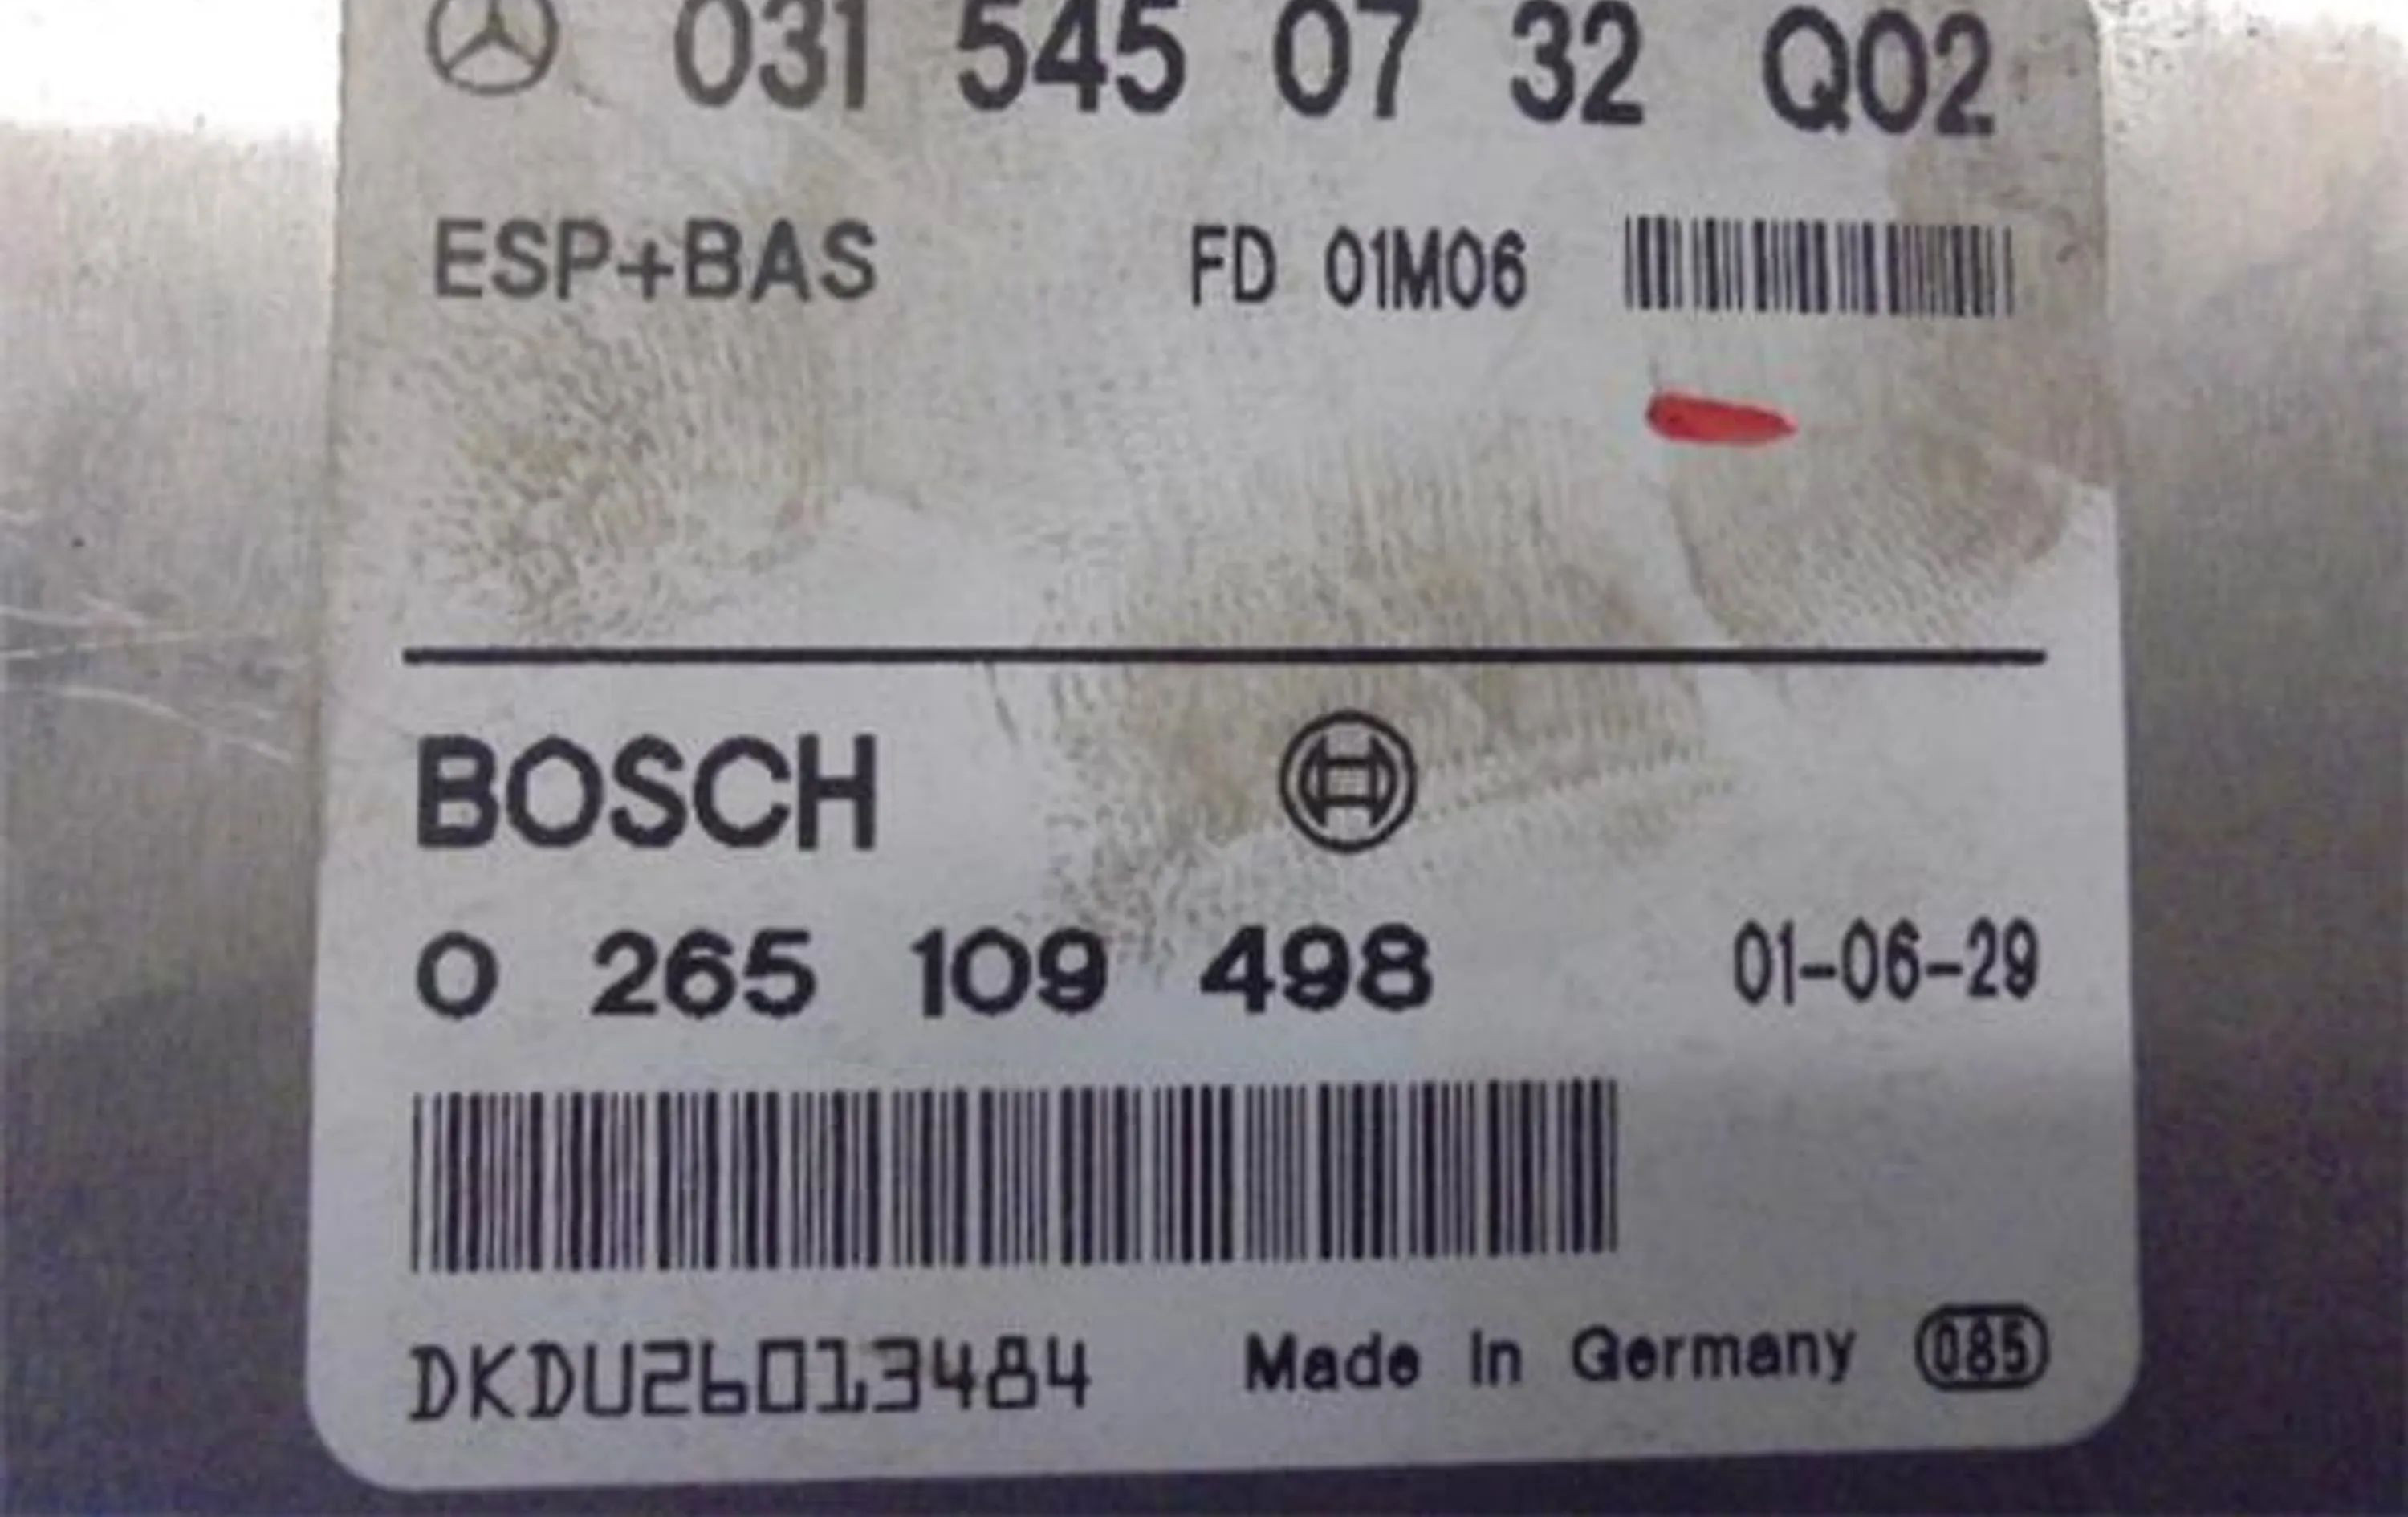 031 545 07 32 Q02
ESP+BAS FD 01M06
BOSCH
0 265 109 498 01-06-29
DKDU26013484 Made in Germany 085